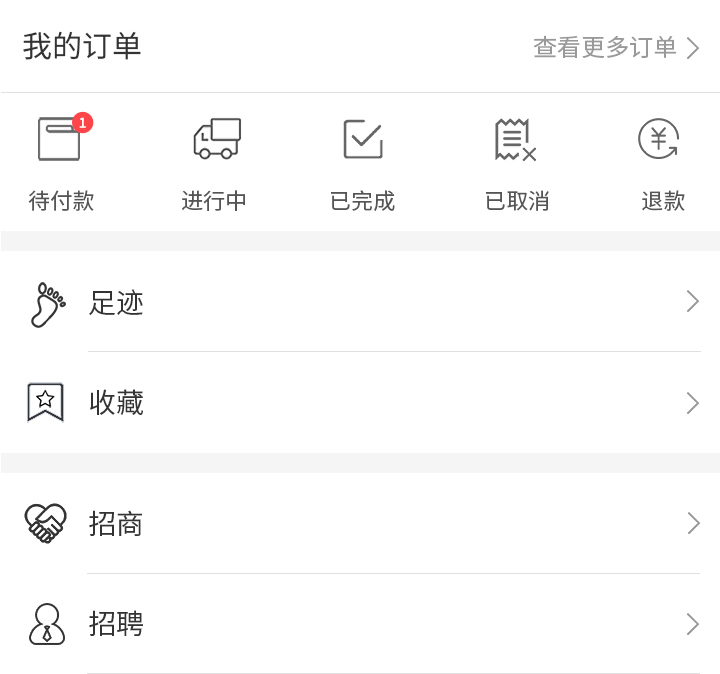 我的订单 查看更多订单
1
待付款 进行中 已完成 已取消 退款
足迹
收藏
招商
招聘